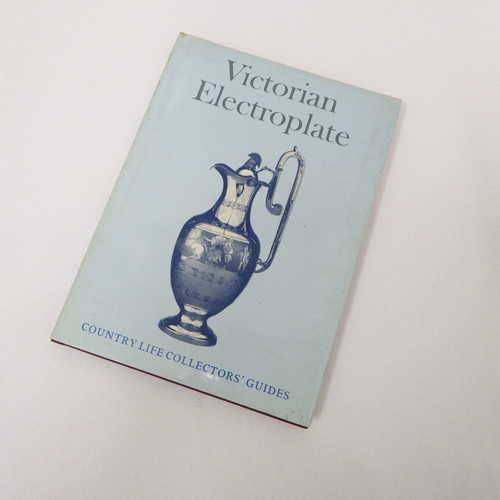 Victorian
Electroplate
COUNTRY LIFE COLLECTORS' GUIDES